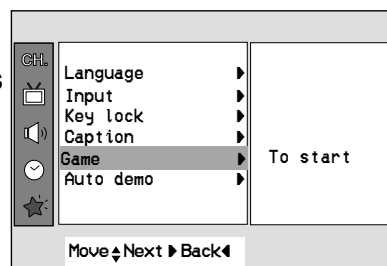 CH.
Language
Input
Key lock
Caption
Game
Auto demo
To start
Move Next Back